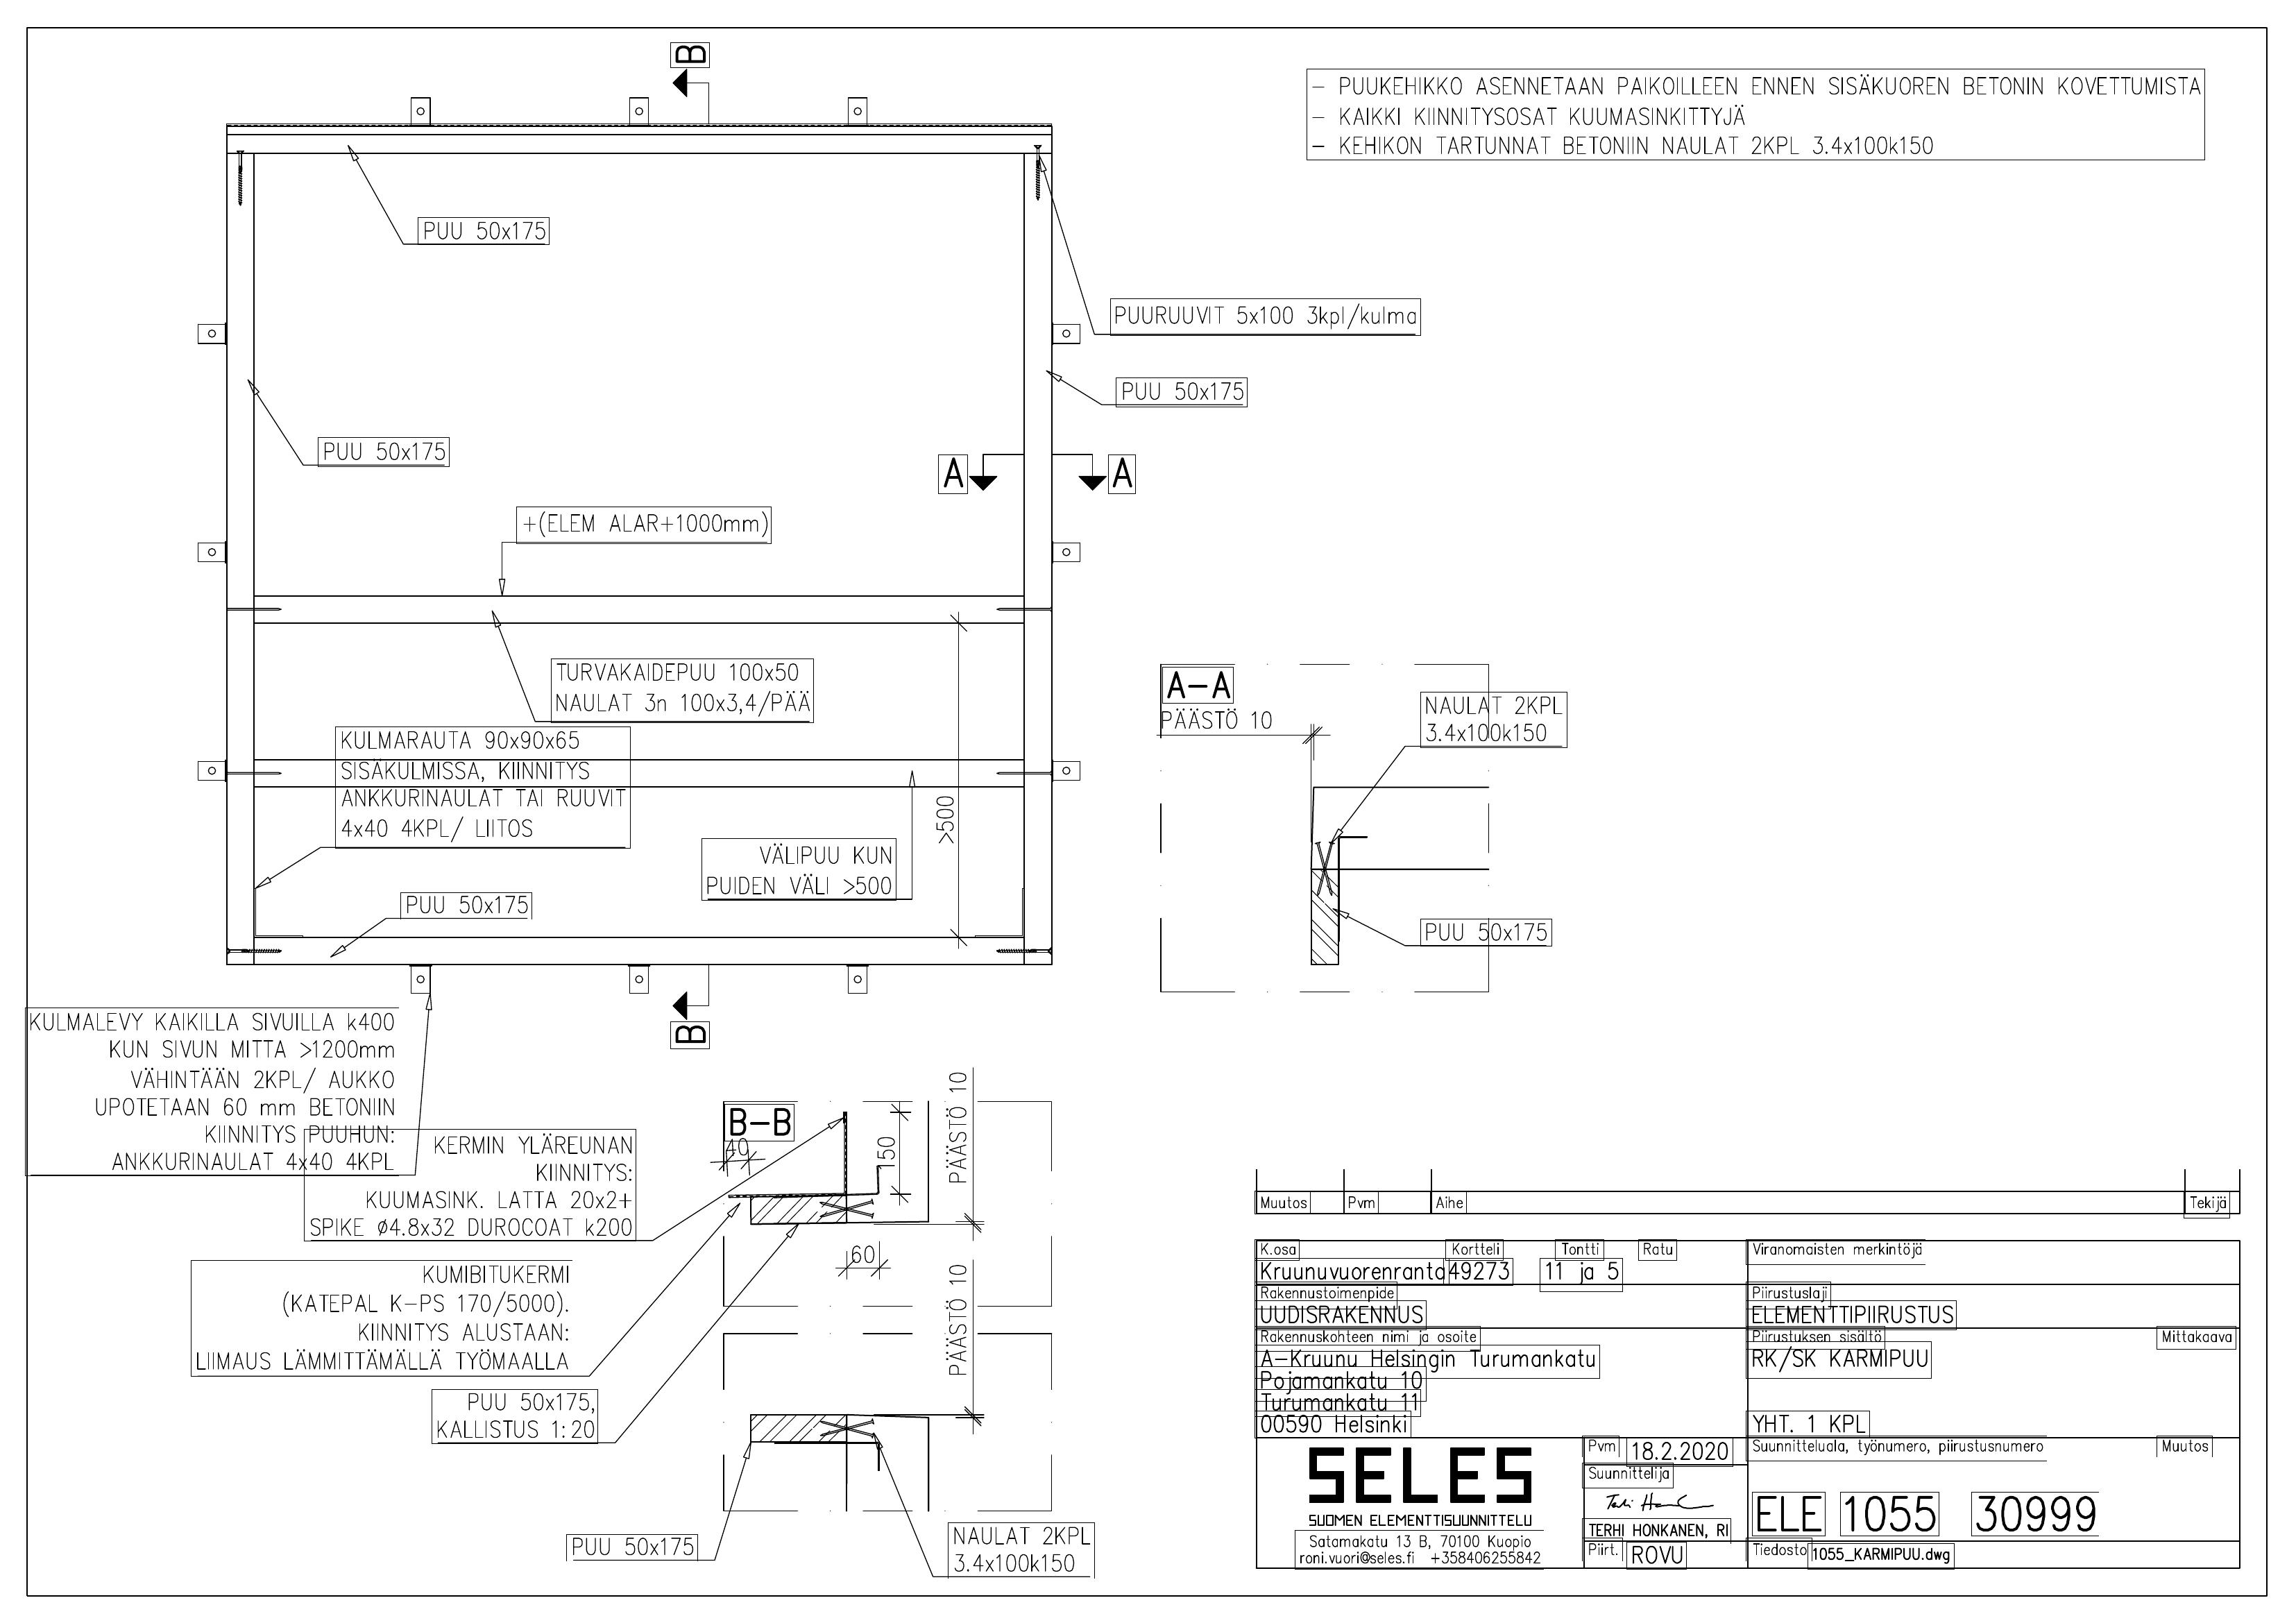 B
- PUUKEHIKKO ASENNETAAN PAIKOILLEEN ENNEN SISÄKUOREN BETONIN KOVETTUMISTA
- KAIKKI KIINNITYSOSAT KUUMASINKITTYJÄ
- KEHIKON TARTUNNAT BETONIIN NAULAT 2KPL 3.4x100k150
PUU 50x175
PUURUUVIT 5x100 3kpl/kulma
PUU 50x175
PUU 50x175
A
A
+(ELEM ALAR+1000mm)
TURVAKAIDEPUU 100x50
NAULAT 3n 100x3,4/PÄÄ
KULMARAUTA 90x90x65
SISÄKULMISSA, KIINNITYS
ANKKURINAULAT TAI RUUVIT
4x40 4KPL/ LIITOS
>500
VÄLIPUU KUN
PUIDEN VÄLI >500
PUU 50x175
A-A
PÄÄSTÖ 10
NAULAT 2KPL
3.4x100k150
PUU 50x175
B
KULMALEVY KAIKILLA SIVUILLA k400
KUN SIVUN MITTA >1200mm
VÄHINTÄÄN 2KPL/ AUKKO
UPOTETAAN 60 mm BETONIIN
KIINNITYS PUUHUN:
ANKKURINAULAT 4x40 4KPL
B-B
40
150
PÄÄSTÖ 10
KERMIN YLÄREUNAN
KIINNITYS:
KUUMASINK. LATTA 20x2+
SPIKE Ø4.8x32 DUROCOAT k200
60
PÄÄSTÖ 10
KUMIBITUKERMI
(KATEPAL K-PS 170/5000).
KIINNITYS ALUSTAAN:
LIIMAUS LÄMMITTÄMÄLLÄ TYÖMAALLA
PUU 50x175,
KALLISTUS 1:20
PUU 50x175
NAULAT 2KPL
3.4x100k150
Muutos Pvm Aihe Tekijä
K.osa Kortteli Tontti Ratu Viranomaisten merkintöjä
Kruunuvuorenranta 49273 11 ja 5
Rakennustoimenpide Piirustuslaji
UUDISRAKENNUS ELEMENTTIPIIRUSTUS
Rakennuskohteen nimi ja osoite Piirustuksen sisältö Mittakaava
A-Kruunu Helsingin Turumankatu RK/SK KARMIPUU
Pojamankatu 10
Turumankatu 11
00590 Helsinki YHT. 1 KPL
SELES
SUOMEN ELEMENTTISUUNNITTELU
Satamakatu 13 B, 70100 Kuopio
roni.vuori@seles.fi +358406255842
Pvm 18.2.2020 Suunnitteluala, työnumero, piirustusnumero Muutos
Suunnittelija
TERHI HONKANEN, RI
ELE 1055 30999
Piirt. ROVU Tiedosto 1055_KARMIPUU.dwg